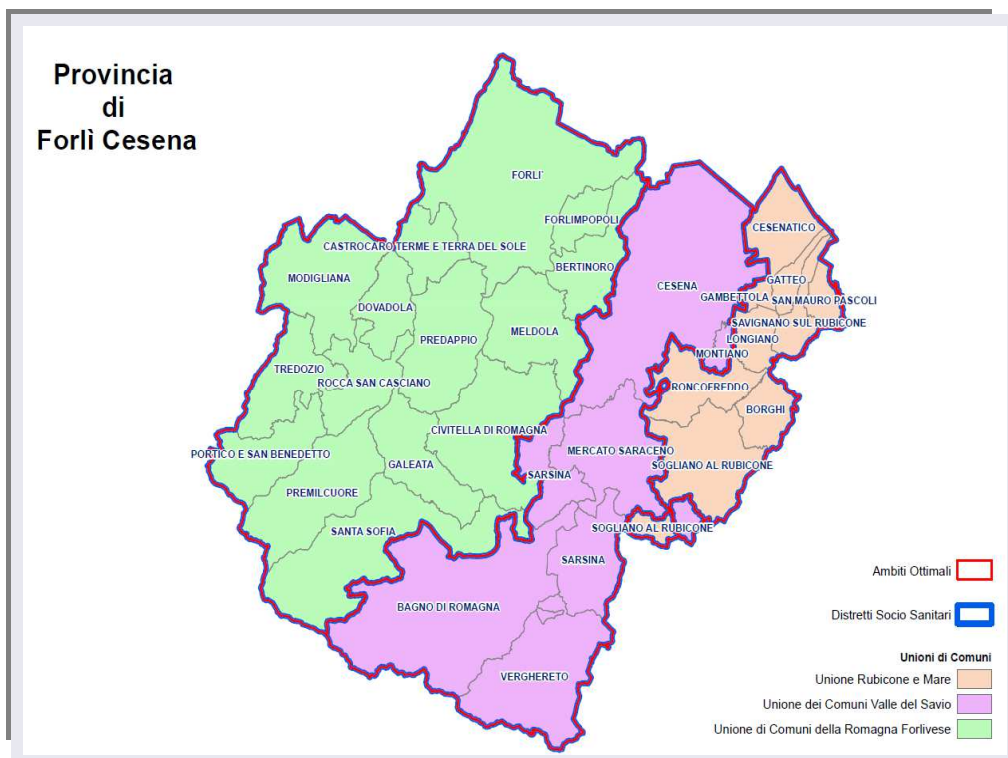 Provincia
di
Forlì Cesena
FORLI'
FORLIMPOPOLI
CESENATICO
CASTROCARO TERME E TERRA DEL SOLE
BERTINORO
MODIGLIANA
GATTEO
CESENA
GAMBETTOLA
SAN MAURO PASCOLI
DOVADOLA
SAVIGNANO SUL RUBICONE
MELDOLA
PREDAPPIO
LONGIANO
MONTIANO
TREDOZIO
ROCCA SAN CASCIANO
RONCOFREDDO
BORGHI
CIVITELLA DI ROMAGNA
MERCATO SARACENO
PORTICO E SAN BENEDETTO
GALEATA
SOGLIANO AL RUBICONE
SARSINA
PREMILCUORE
SANTA SOFIA
SOGLIANO AL RUBICONE
SARSINA
BAGNO DI ROMAGNA
VERGHERETO
Ambiti Ottimali
Distretti Socio Sanitari
Unioni di Comuni
Unione Rubicone e Mare
Unione dei Comuni Valle del Savio
Unione di Comuni della Romagna Forlivese